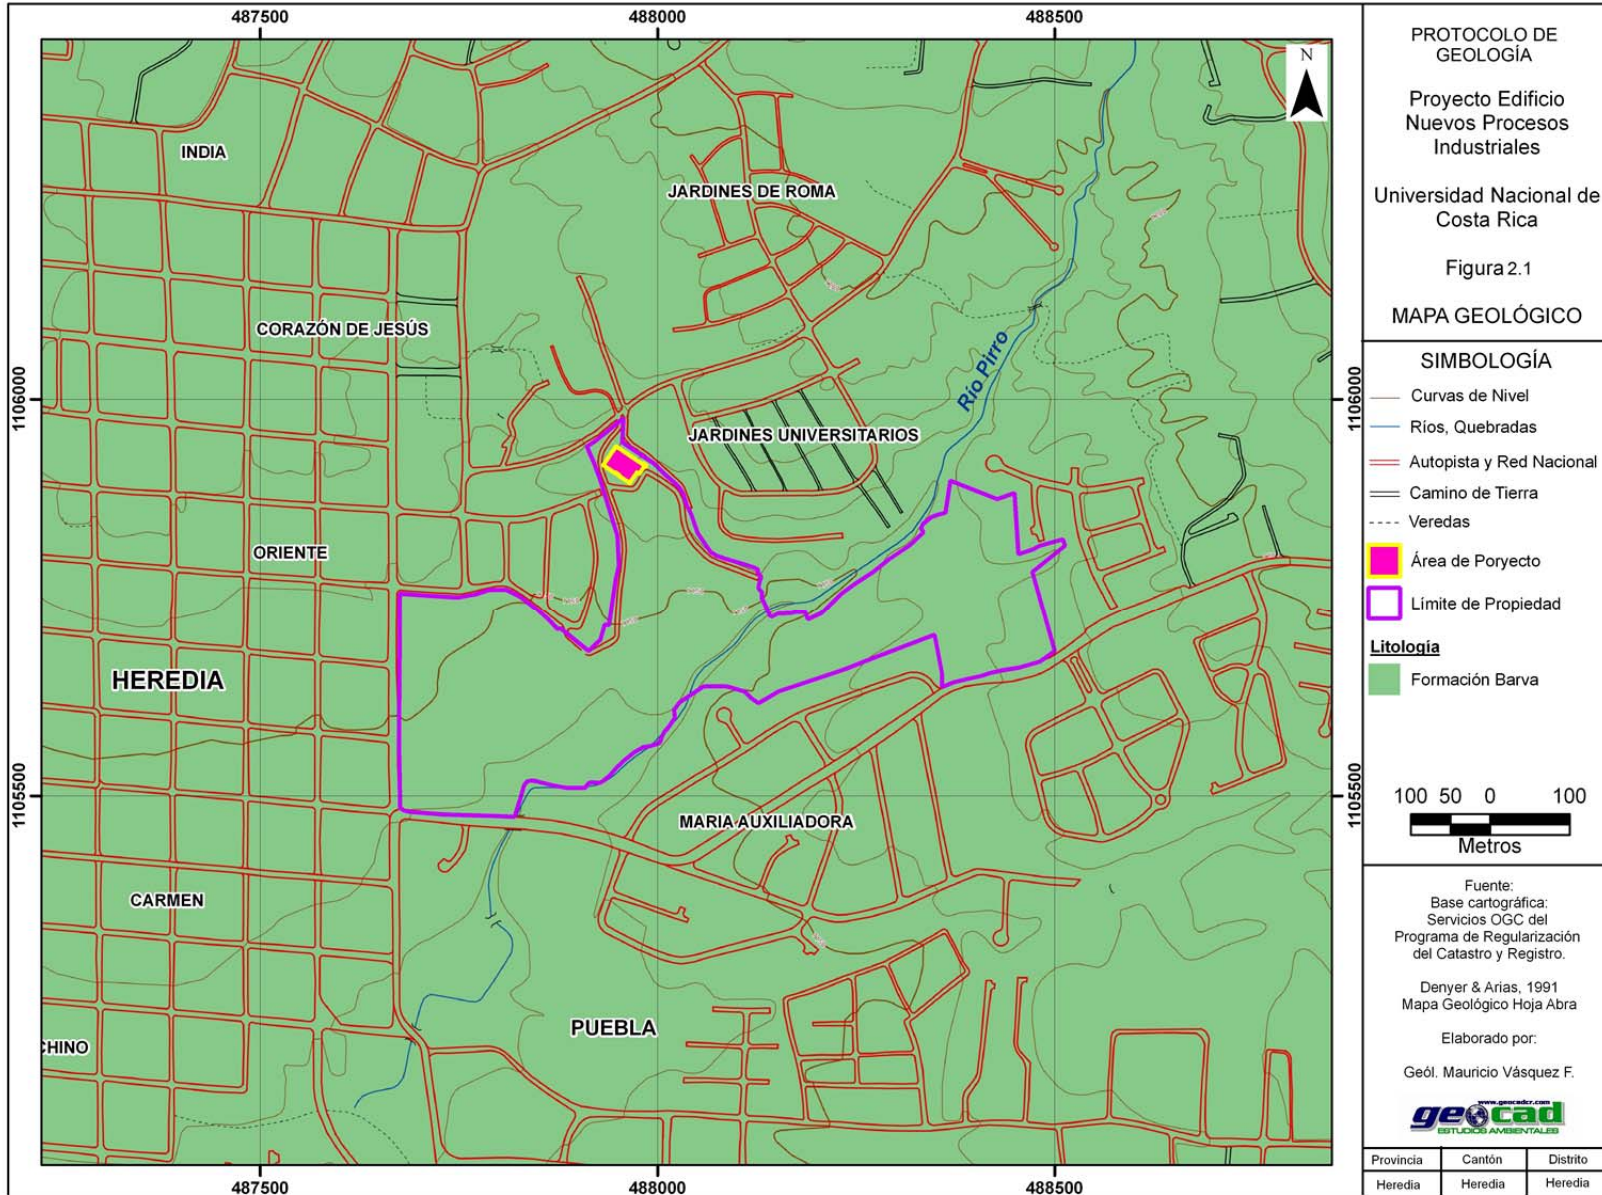 487500
488000
488500
1106000
1105500
1106000
1105500
487500
488000
488500
N
INDIA
JARDINES DE ROMA
CORAZÓN DE JESÚS
Río Pirro
JARDINES UNIVERSITARIOS
ORIENTE
HEREDIA
MARIA AUXILIADORA
CARMEN
PUEBLA
CHINO
PROTOCOLO DE
GEOLOGÍA
Proyecto Edificio
Nuevos Procesos
Industriales
Universidad Nacional de
Costa Rica
Figura 2.1
MAPA GEOLÓGICO
SIMBOLOGÍA
Curvas de Nivel
Ríos, Quebradas
Autopista y Red Nacional
Camino de Tierra
Veredas
Área de Poryecto
Límite de Propiedad
Litología
Formación Barva
100 50 0 100
Metros
Fuente:
Base cartográfica:
Servicios OGC del
Programa de Regularización
del Catastro y Registro.
Denyer & Arias, 1991
Mapa Geológico Hoja Abra
Elaborado por:
Geól. Mauricio Vásquez F.
www.geocadcr.com
geocad
ESTUDIOS AMBIENTALES
Provincia Cantón Distrito
Heredia Heredia Heredia